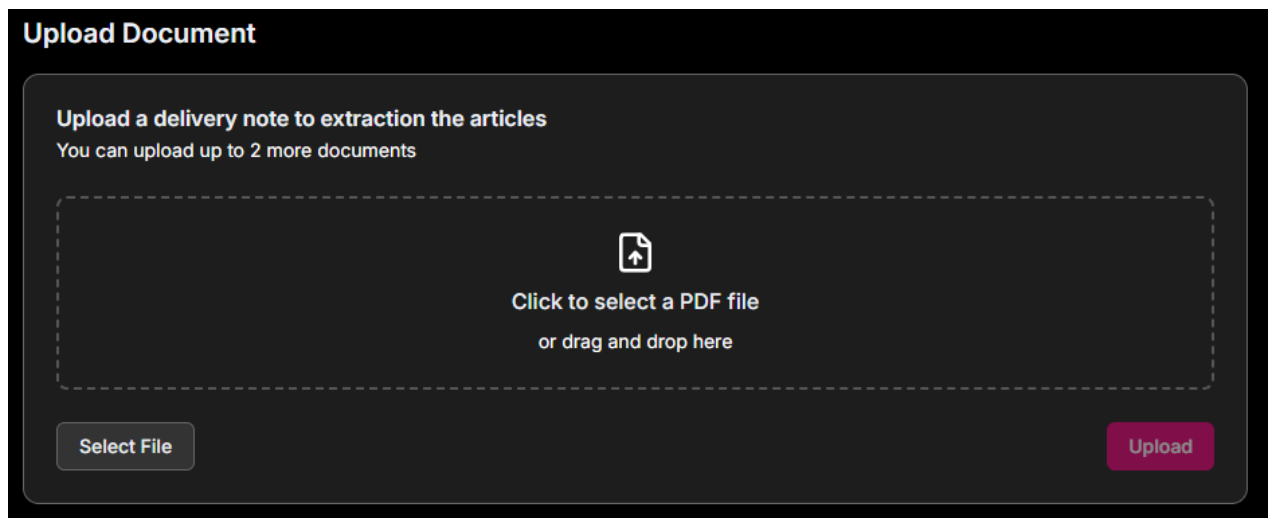 Upload Document
Upload a delivery note to extraction the articles
You can upload up to 2 more documents
Click to select a PDF file
or drag and drop here
Select File
Upload